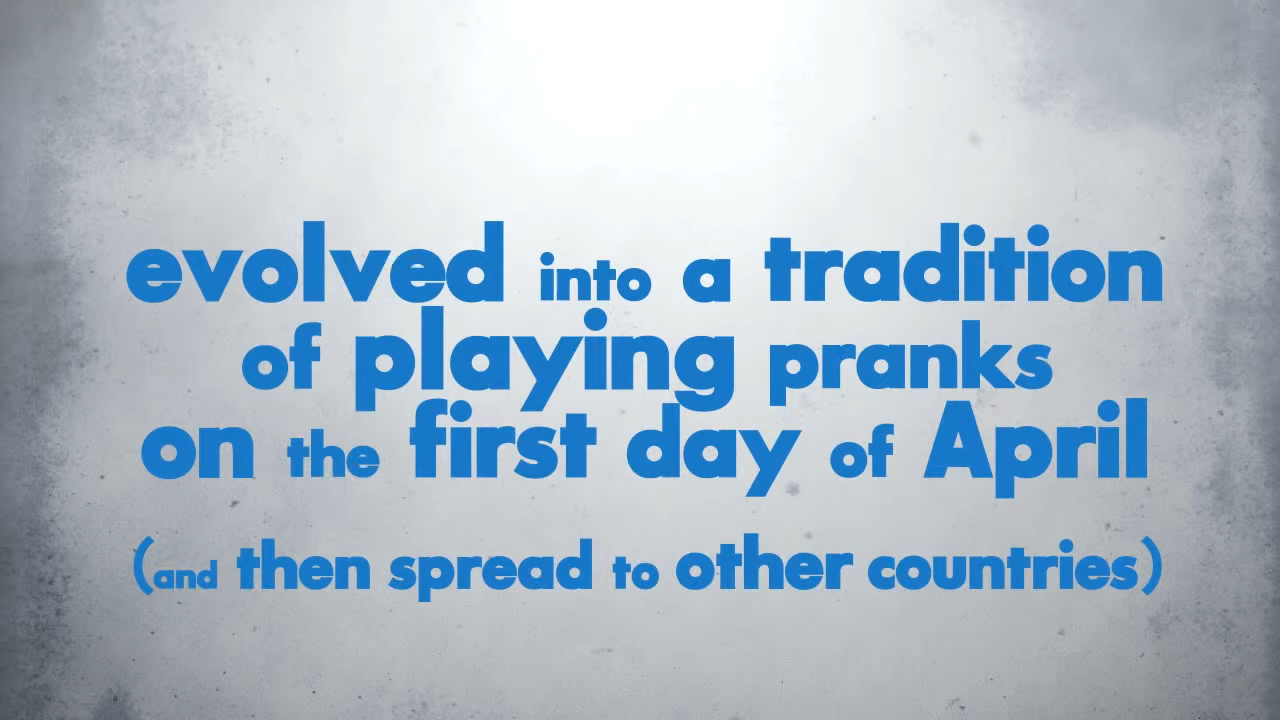 evolved into a tradition
of playing pranks
on the first day of April
(and then spread to other countries)